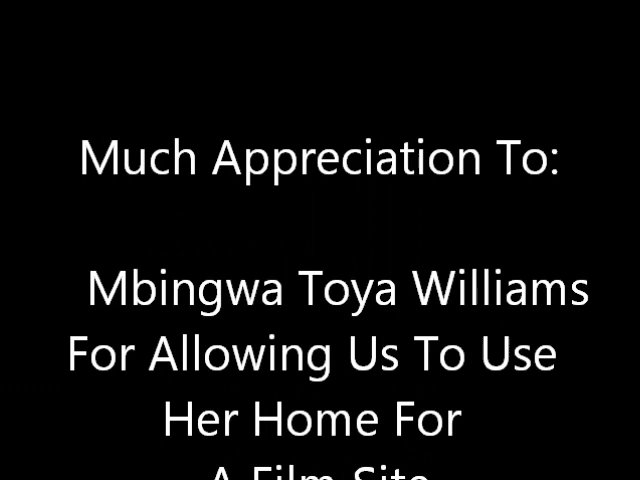 Much Appreciation To:
Mbingwa Toya Williams
For Allowing Us To Use
Her Home For
A Film Site